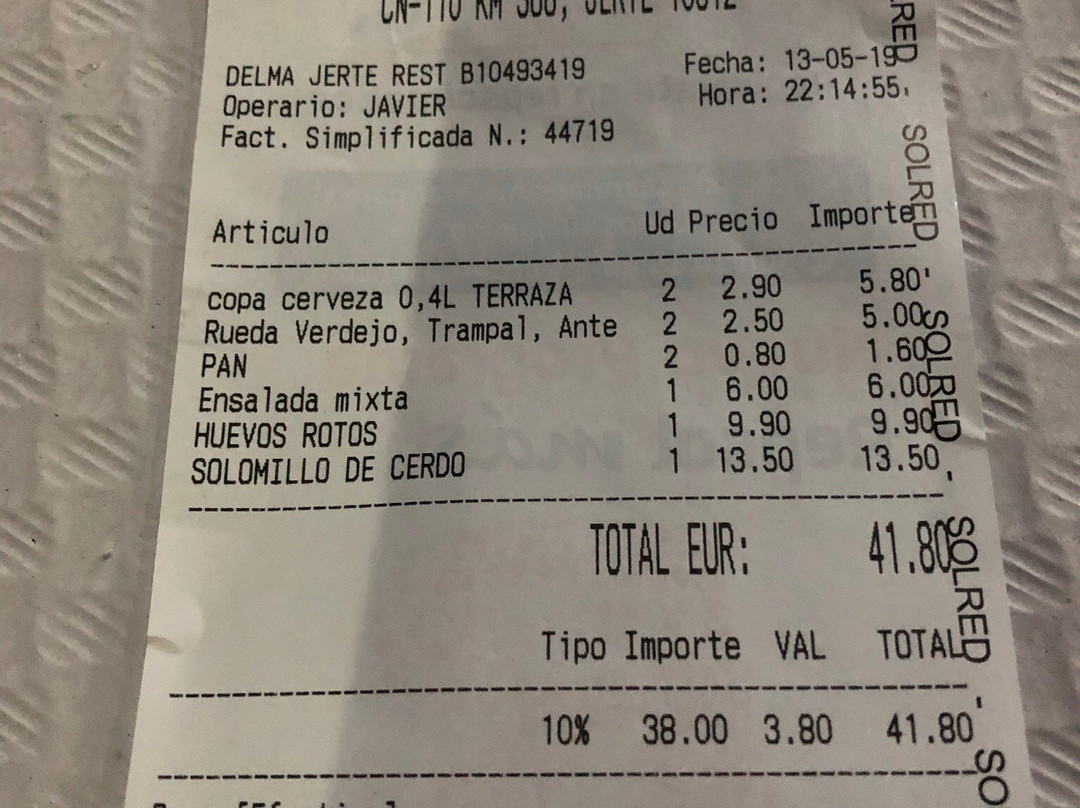 CN-110 KM
DELMA JERTE REST B10493419
Operario: JAVIER
Fact. Simplificada N.: 44719
Fecha: 13-05-19
Hora: 22:14:55
Articulo Ud Precio Importe
copa cerveza 0,4L TERRAZA 2 2.90 5.80
Rueda Verdejo, Trampal, Ante 2 2.50 5.00
PAN 2 0.80 1.60
Ensalada mixta 1 6.00 6.00
HUEVOS ROTOS 1 9.90 9.90
SOLOMILLO DE CERDO 1 13.50 13.50
TOTAL EUR: 41.80
Tipo Importe VAL TOTAL
10% 38.00 3.80 41.80
SOLRED
SOLRED
SOLRED